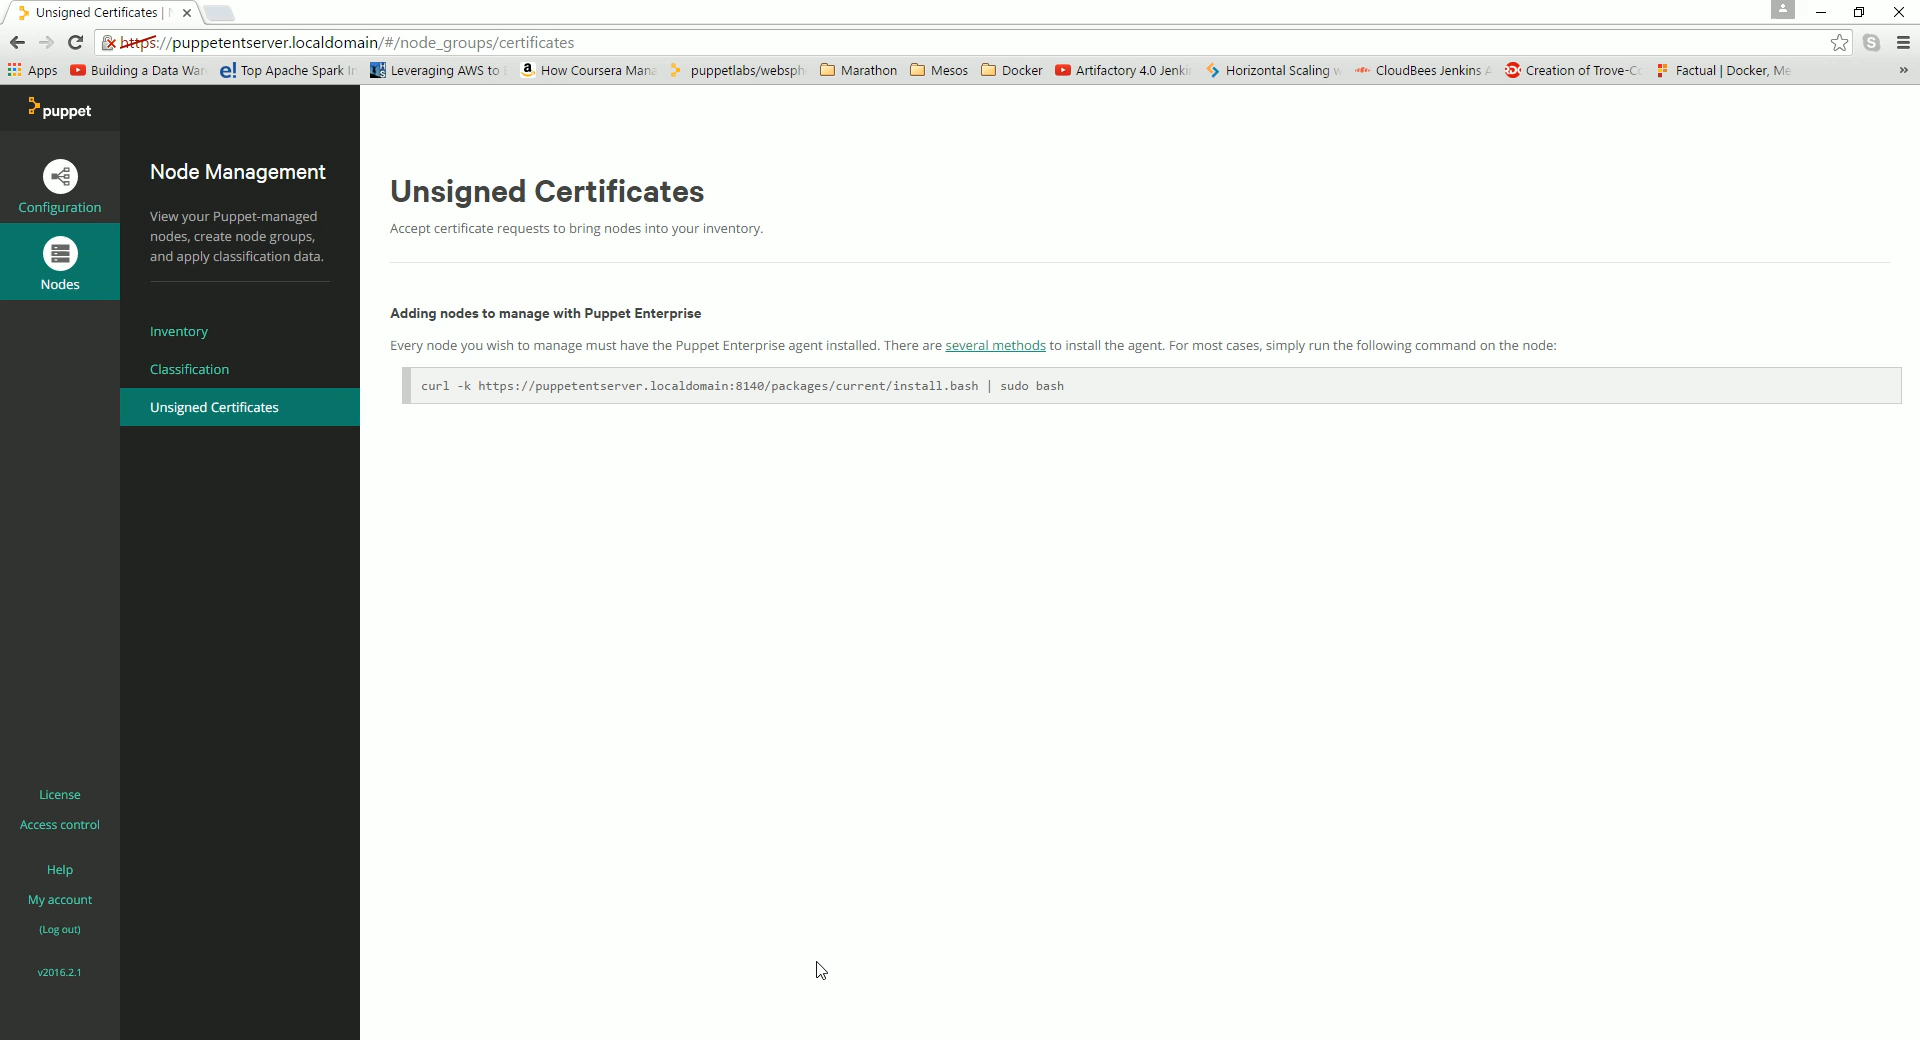 Unsigned Certificates |
https://puppetentserver.localdomain/#/node_groups/certificates
Apps Building a Data War Top Apache Spark In Leveraging AWS to How Coursera Mana puppetlabs/websph Marathon Mesos Docker Artifactory 4.0 Jenki Horizontal Scaling w CloudBees Jenkins Creation of Trove-C Factual | Docker, Me »
puppet
Configuration
Nodes
Node Management
View your Puppet-managed
nodes, create node groups,
and apply classification data.
Inventory
Classification
Unsigned Certificates
License
Access control
Help
My account
(Log out)
v2016.2.1
Unsigned Certificates
Accept certificate requests to bring nodes into your inventory.
Adding nodes to manage with Puppet Enterprise
Every node you wish to manage must have the Puppet Enterprise agent installed. There are several methods to install the agent. For most cases, simply run the following command on the node:
curl -k https://puppetentserver.localdomain:8140/packages/current/install.bash | sudo bash